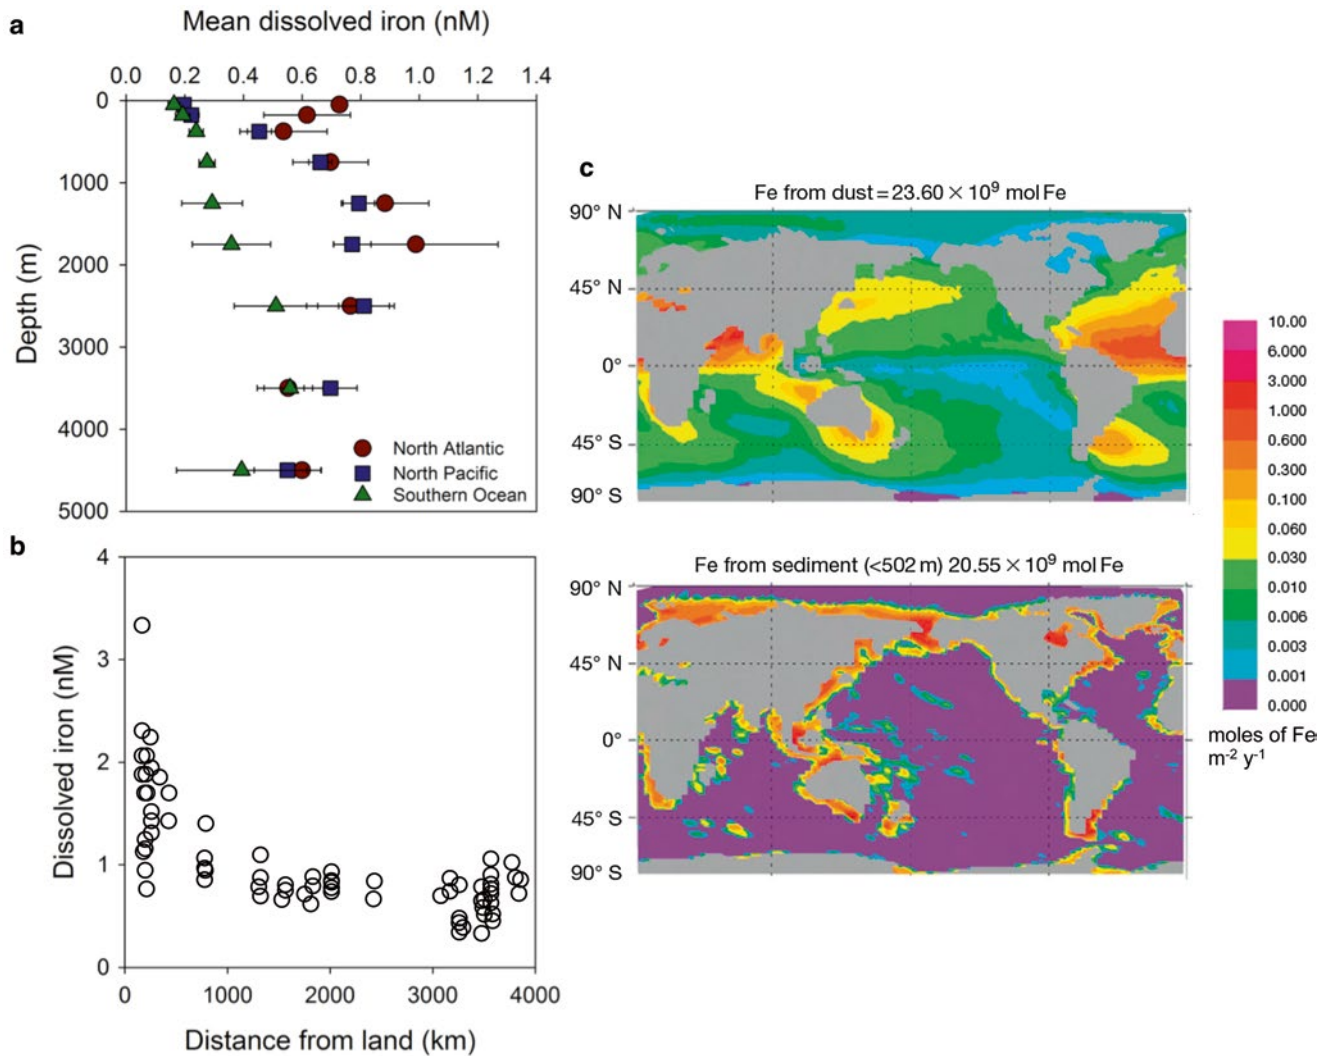 a
Mean dissolved iron (nM)
0.0 0.2 0.4 0.6 0.8 1.0 1.2 1.4
0
1000
2000
3000
4000
5000
Depth (m)
North Atlantic
North Pacific
Southern Ocean
b
4
3
2
1
0
Dissolved iron (nM)
0 1000 2000 3000 4000
Distance from land (km)
c
Fe from dust = 23.60 × 10⁹ mol Fe
90° N
45° N
0°
45° S
90° S
Fe from sediment (<502 m) 20.55 × 10⁹ mol Fe
90° N
45° N
0°
45° S
90° S
10.00
6.000
3.000
1.000
0.600
0.300
0.100
0.060
0.030
0.010
0.006
0.003
0.001
0.000
moles of Fe
m⁻² y⁻¹